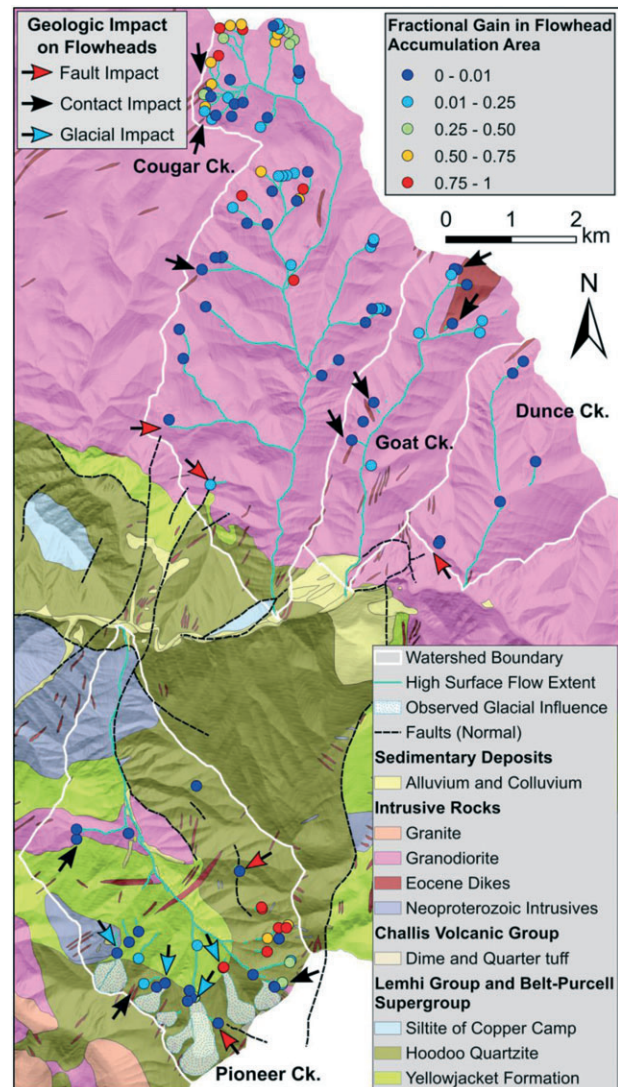 Geologic Impact
on Flowheads
Fault Impact
Contact Impact
Glacial Impact
Fractional Gain in Flowhead
Accumulation Area
0 - 0.01
0.01 - 0.25
0.25 - 0.50
0.50 - 0.75
0.75 - 1
0 1 2
km
N
Cougar Ck.
Goat Ck.
Dunce Ck.
Watershed Boundary
High Surface Flow Extent
Observed Glacial Influence
Faults (Normal)
Sedimentary Deposits
Alluvium and Colluvium
Intrusive Rocks
Granite
Granodiorite
Eocene Dikes
Neoproterozoic Intrusives
Challis Volcanic Group
Dime and Quarter tuff
Lemhi Group and Belt-Purcell
Supergroup
Siltite of Copper Camp
Hoodoo Quartzite
Yellowjacket Formation
Pioneer Ck.